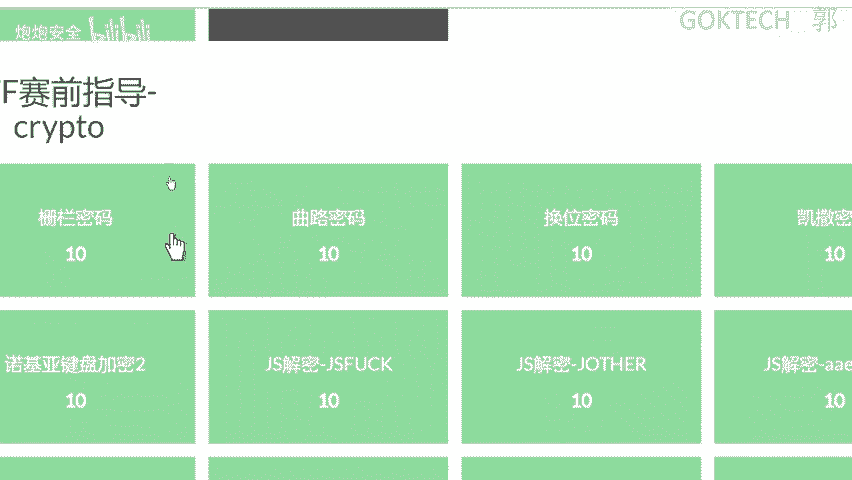 炮炮安全 bilibili
GOKTECH 郭
F赛前指导-
crypto
栅栏密码
10
曲路密码
10
换位密码
10
凯撒密
10
诺基亚键盘加密2
10
JS解密-JSFUCK
10
JS解密-JOTHER
10
JS解密-aae
10